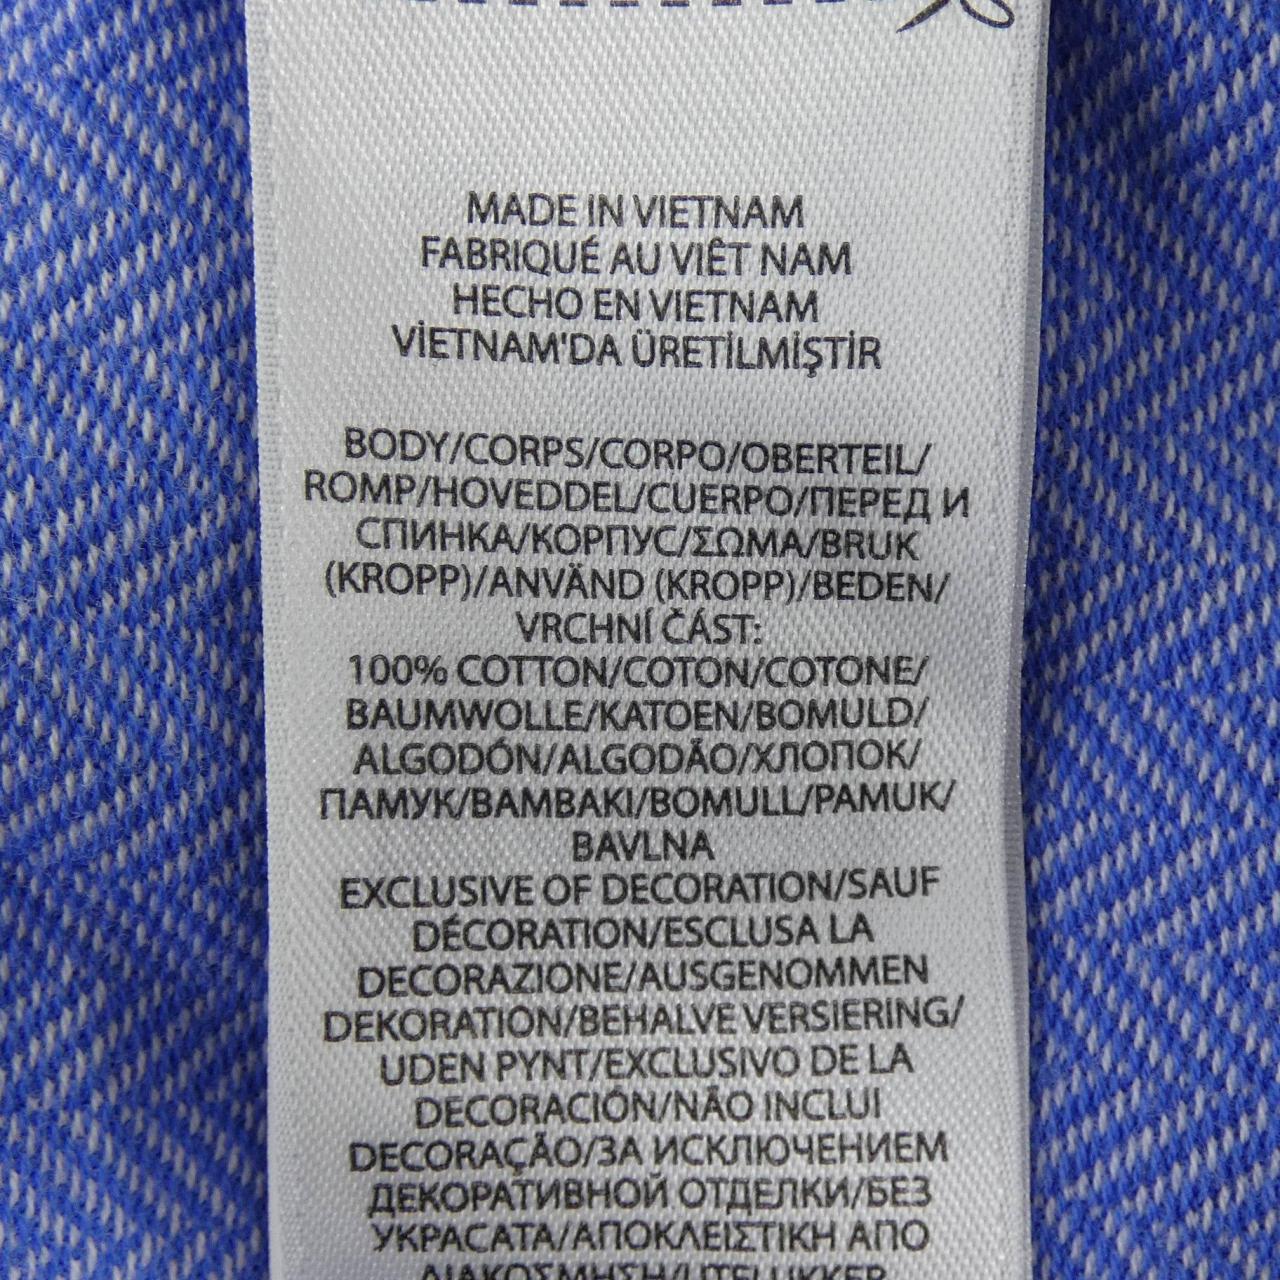 MADE IN VIETNAM
FABRIQUÉ AU VIÊT NAM
HECHO EN VIETNAM
VİETNAM'DA ÜRETİLMİŞTİR
BODY/CORPS/CORPO/OBERTEIL/
ROMP/HOVEDDEL/CUERPO/ПЕРЕД И
СПИНКА/КОРПУС/ΣΩΜΑ/BRUK
(KROPP)/ANVÄND (KROPP)/BEDEN/
VRCHNÍ ČÁST:
100% COTTON/COTON/COTONE/
BAUMWOLLE/KATOEN/BOMULD/
ALGODÓN/ALGODÃO/ХЛОПОК/
ПАМУК/ΒΑΜΒΑΚΙ/BOMULL/PAMUK/
BAVLNA
EXCLUSIVE OF DECORATION/SAUF
DÉCORATION/ESCLUSA LA
DECORAZIONE/AUSGENOMMEN
DEKORATION/BEHALVE VERSIERING/
UDEN PYNT/EXCLUSIVO DE LA
DECORACIÓN/NÃO INCLUI
DECORAÇÃO/ЗА ИСКЛЮЧЕНИЕМ
ДЕКОРАТИВНОЙ ОТДЕЛКИ/БЕЗ
УКРАСАТА/ΑΠΟΚΛΕΙΣΤΙΚΗ ΑΠΟ
ΔΙΑΚΟΣΜΗΣΗ/UTELUKKER